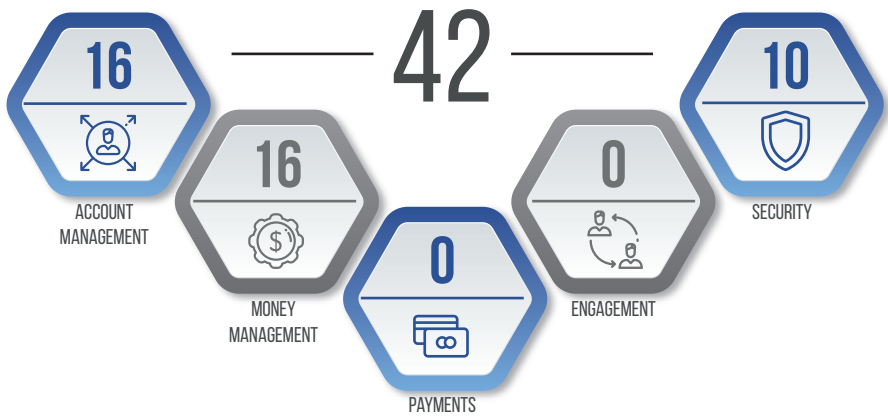 42
16
ACCOUNT
MANAGEMENT
16
$
MONEY
MANAGEMENT
0
PAYMENTS
0
ENGAGEMENT
10
SECURITY